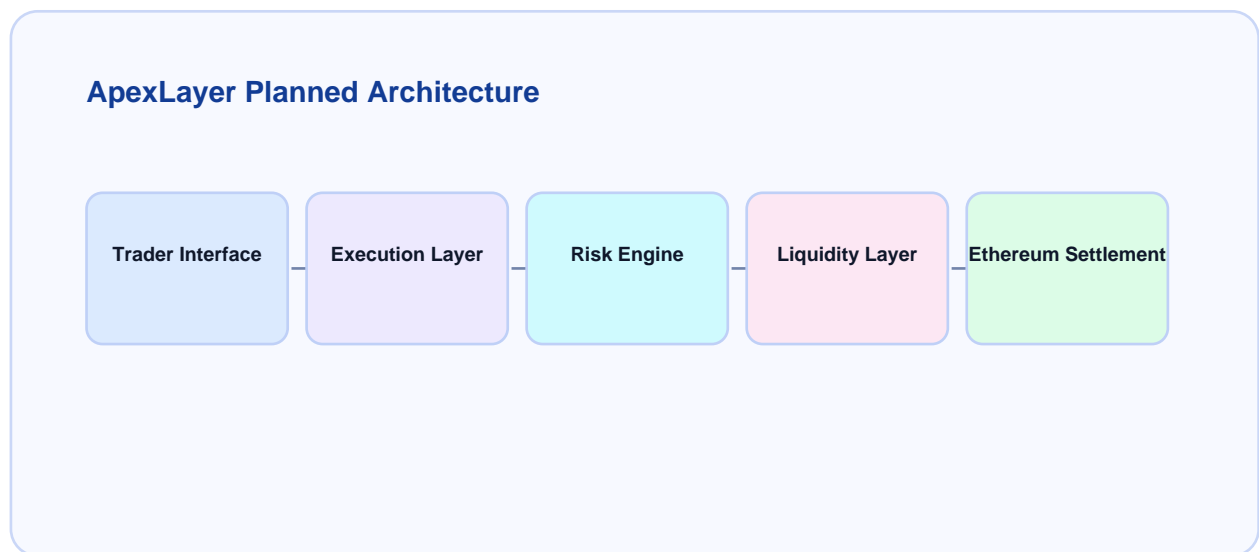 ApexLayer Planned Architecture
Trader Interface
Execution Layer
Risk Engine
Liquidity Layer
Ethereum Settlement